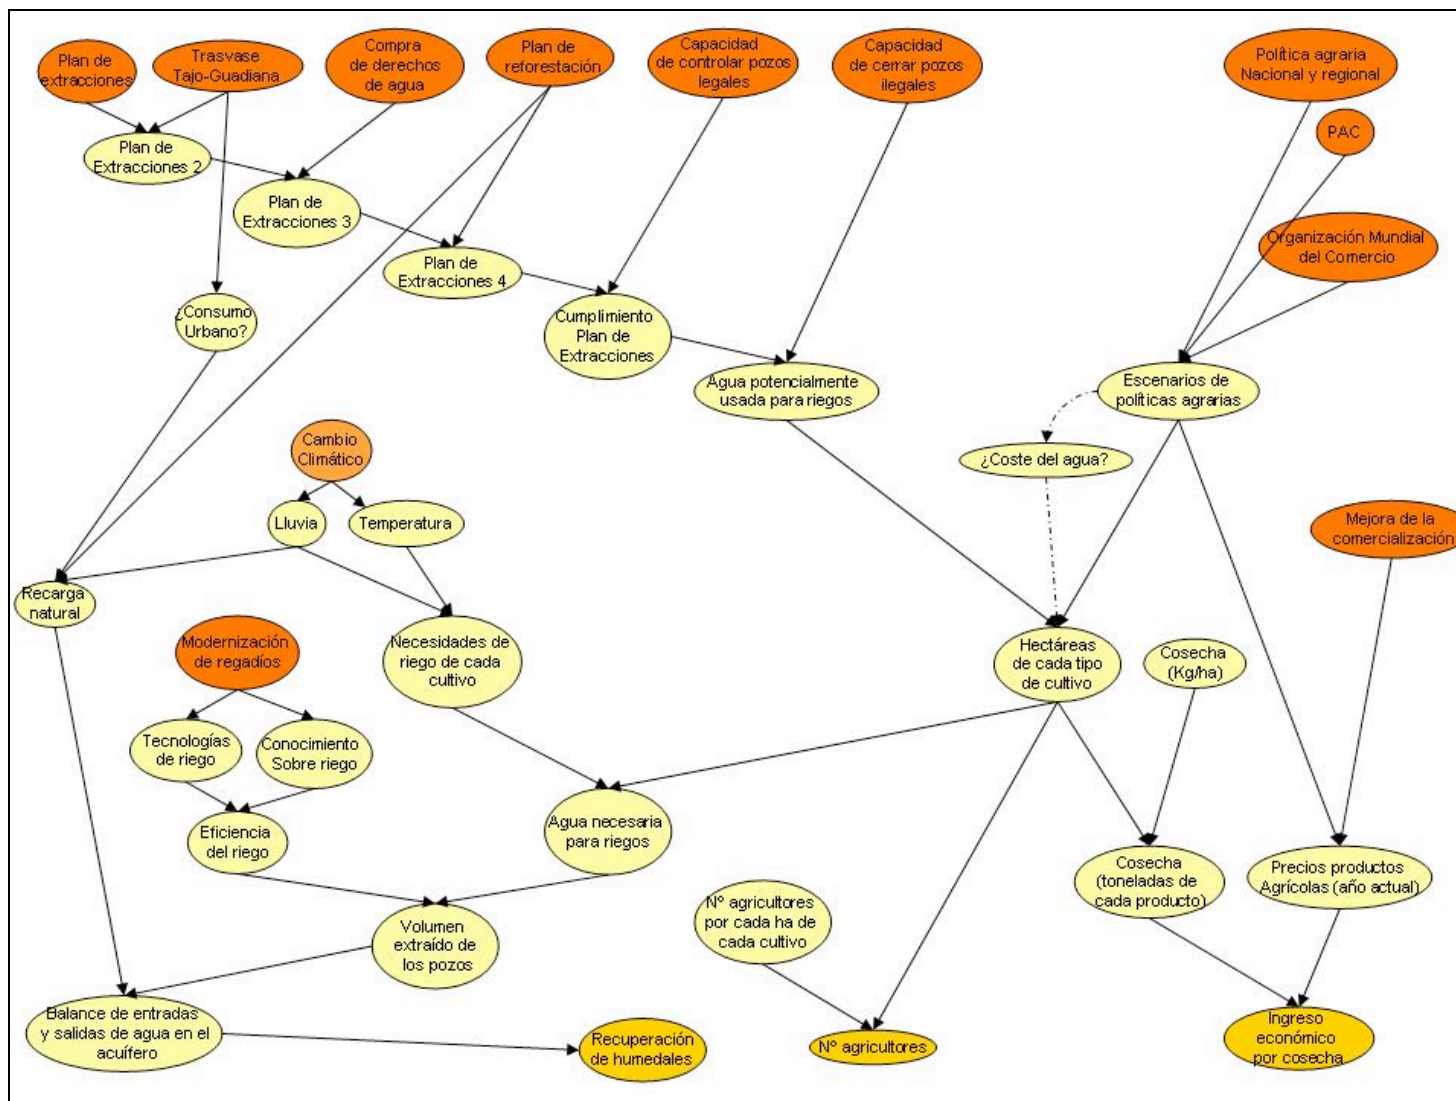 Plan de
extracciones
Trasvase
Tajo-Guadiana
Compra
de derechos
de agua
Plan de
reforestación
Capacidad
de controlar pozos
legales
Capacidad
de cerrar pozos
ilegales
Política agraria
Nacional y regional
PAC
Plan de
Extracciones 2
Plan de
Extracciones 3
Organización Mundial
del Comercio
Plan de
Extracciones 4
¿Consumo
Urbano?
Cumplimiento
Plan de
Extracciones
Agua potencialmente
usada para riegos
Escenarios de
políticas agrarias
Cambio
Climático
¿Coste del agua?
Lluvia
Temperatura
Mejora de la
comercialización
Recarga
natural
Modernización
de regadíos
Necesidades de
riego de cada
cultivo
Hectáreas
de cada tipo
de cultivo
Cosecha
(Kg/ha)
Tecnologías
de riego
Conocimiento
Sobre riego
Eficiencia
del riego
Agua necesaria
para riegos
Cosecha
(toneladas de
cada producto)
Precios productos
Agrícolas (año actual)
Nº agricultores
por cada ha de
cada cultivo
Volumen
extraído de
los pozos
Balance de entradas
y salidas de agua en el
acuífero
Recuperación
de humedales
Nº agricultores
Ingreso
económico
por cosecha